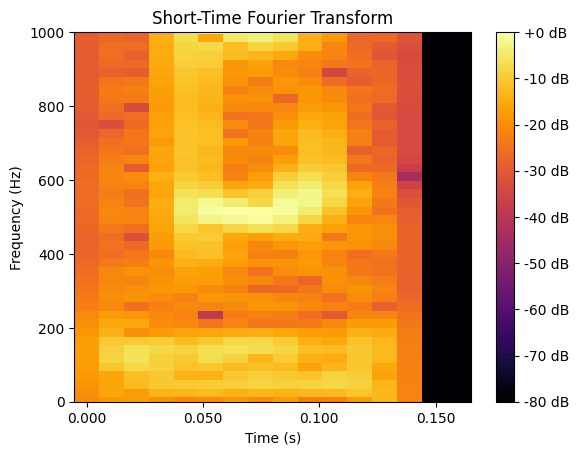 Short-Time Fourier Transform
1000
800
600
400
200
0
Frequency (Hz)
0.000
0.050
0.100
0.150
Time (s)
+0 dB
-10 dB
-20 dB
-30 dB
-40 dB
-50 dB
-60 dB
-70 dB
-80 dB